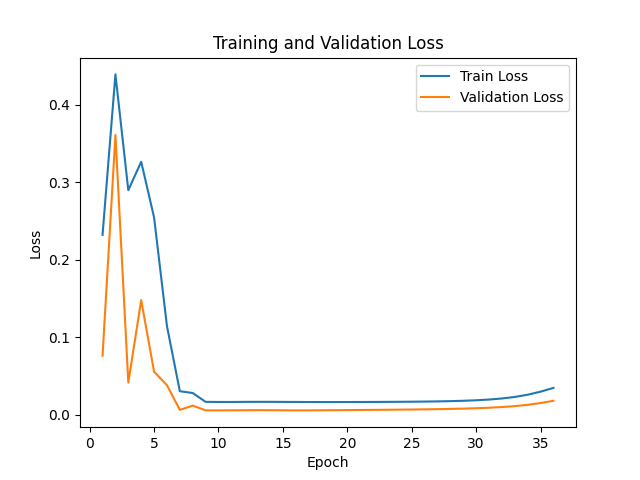 Training and Validation Loss
Train Loss
Validation Loss
Loss
0.4
0.3
0.2
0.1
0.0
0 5 10 15 20 25 30 35
Epoch